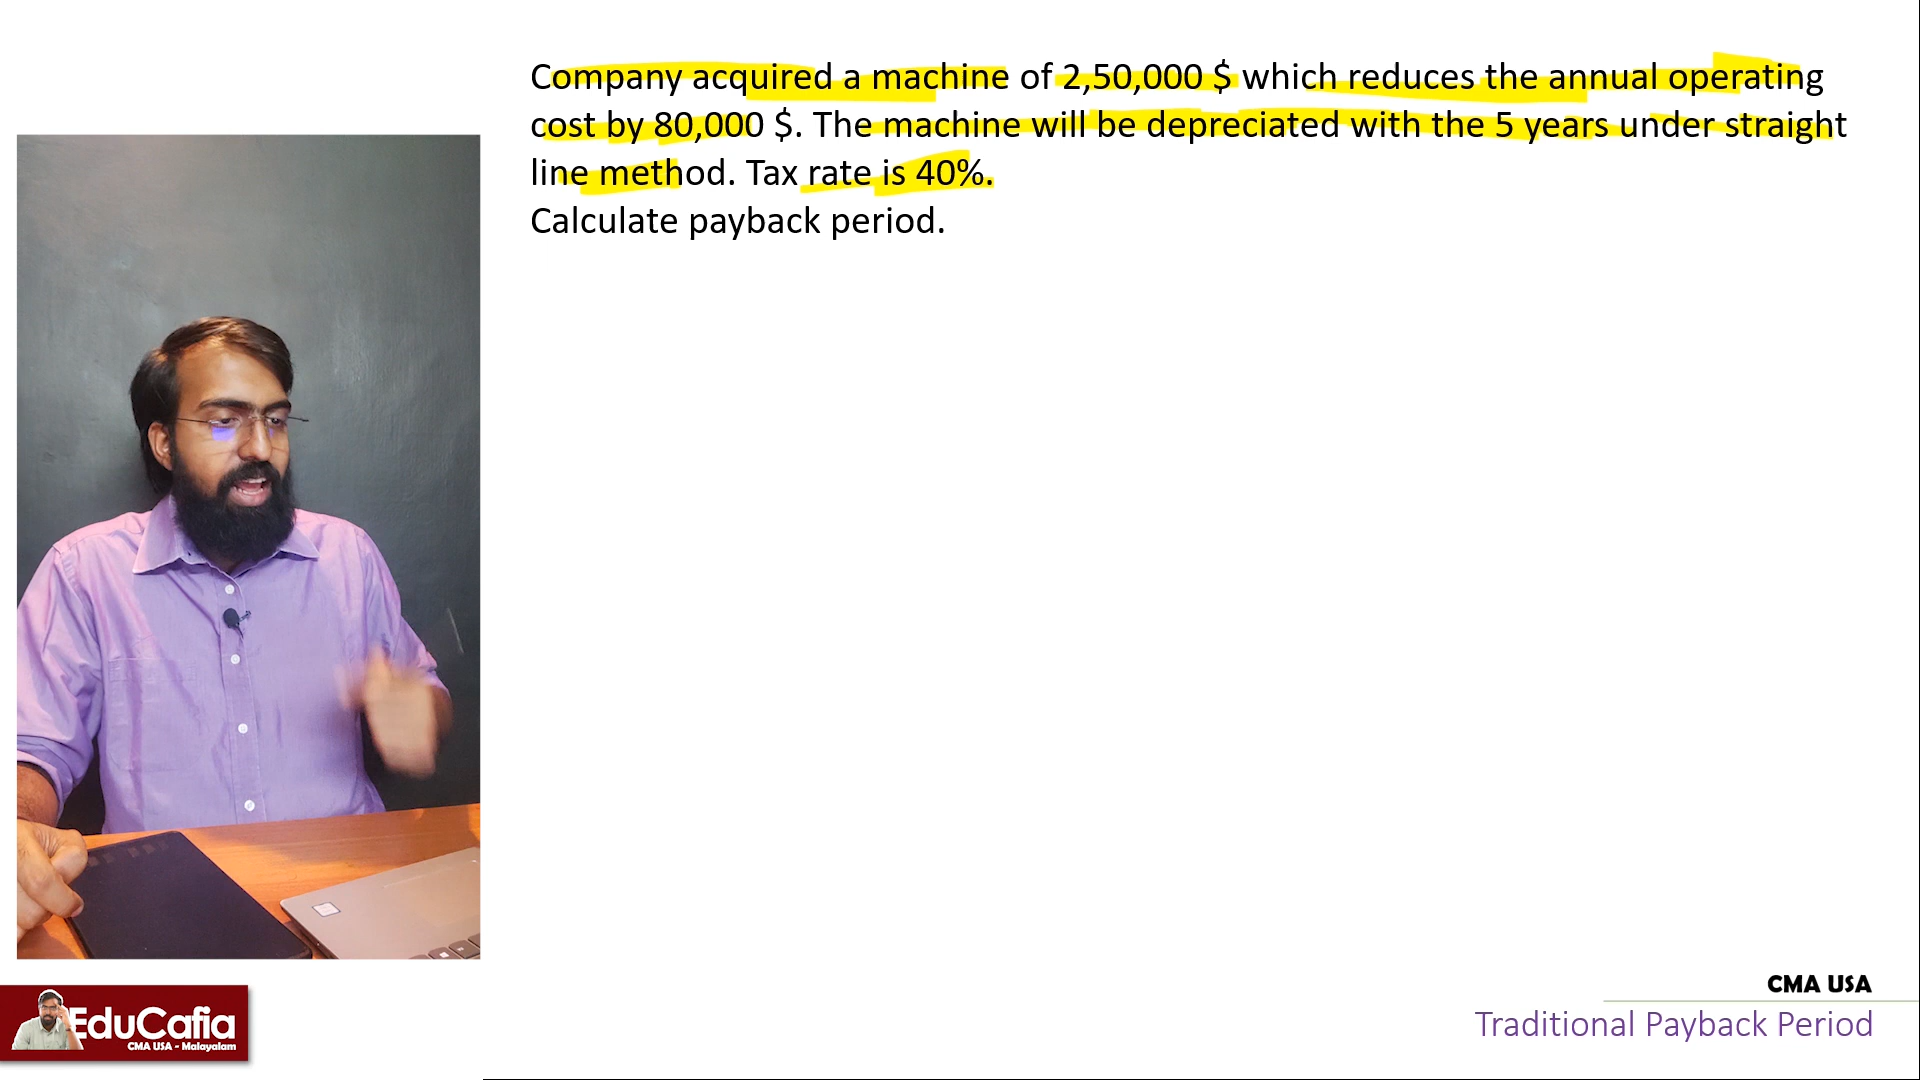 Company acquired a machine of 2,50,000 $ which reduces the annual operating
cost by 80,000 $. The machine will be depreciated with the 5 years under straight
line method. Tax rate is 40%.
Calculate payback period.
EduCafia
CMA USA - Malayalam
CMA USA
Traditional Payback Period